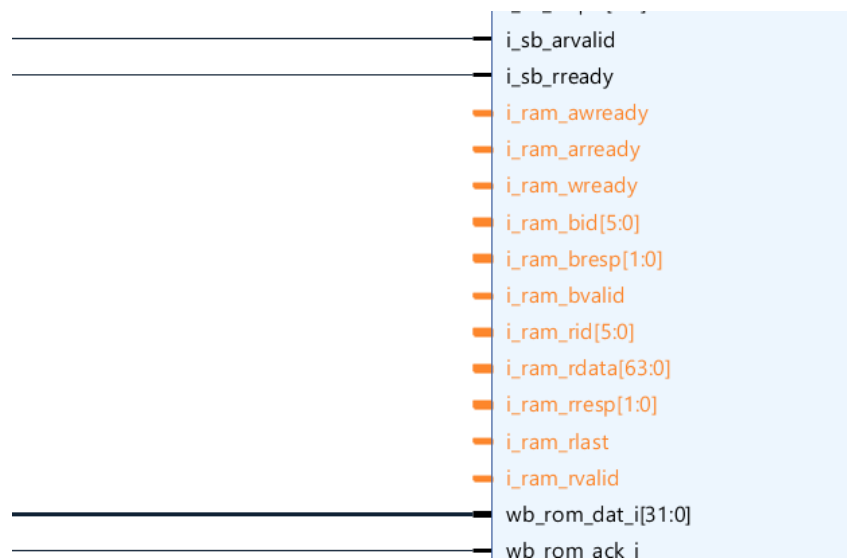 i_sb_arvalid
i_sb_rready
i_ram_awready
i_ram_arready
i_ram_wready
i_ram_bid[5:0]
i_ram_bresp[1:0]
i_ram_bvalid
i_ram_rid[5:0]
i_ram_rdata[63:0]
i_ram_rresp[1:0]
i_ram_rlast
i_ram_rvalid
wb_rom_dat_i[31:0]
wb_rom_ack_i